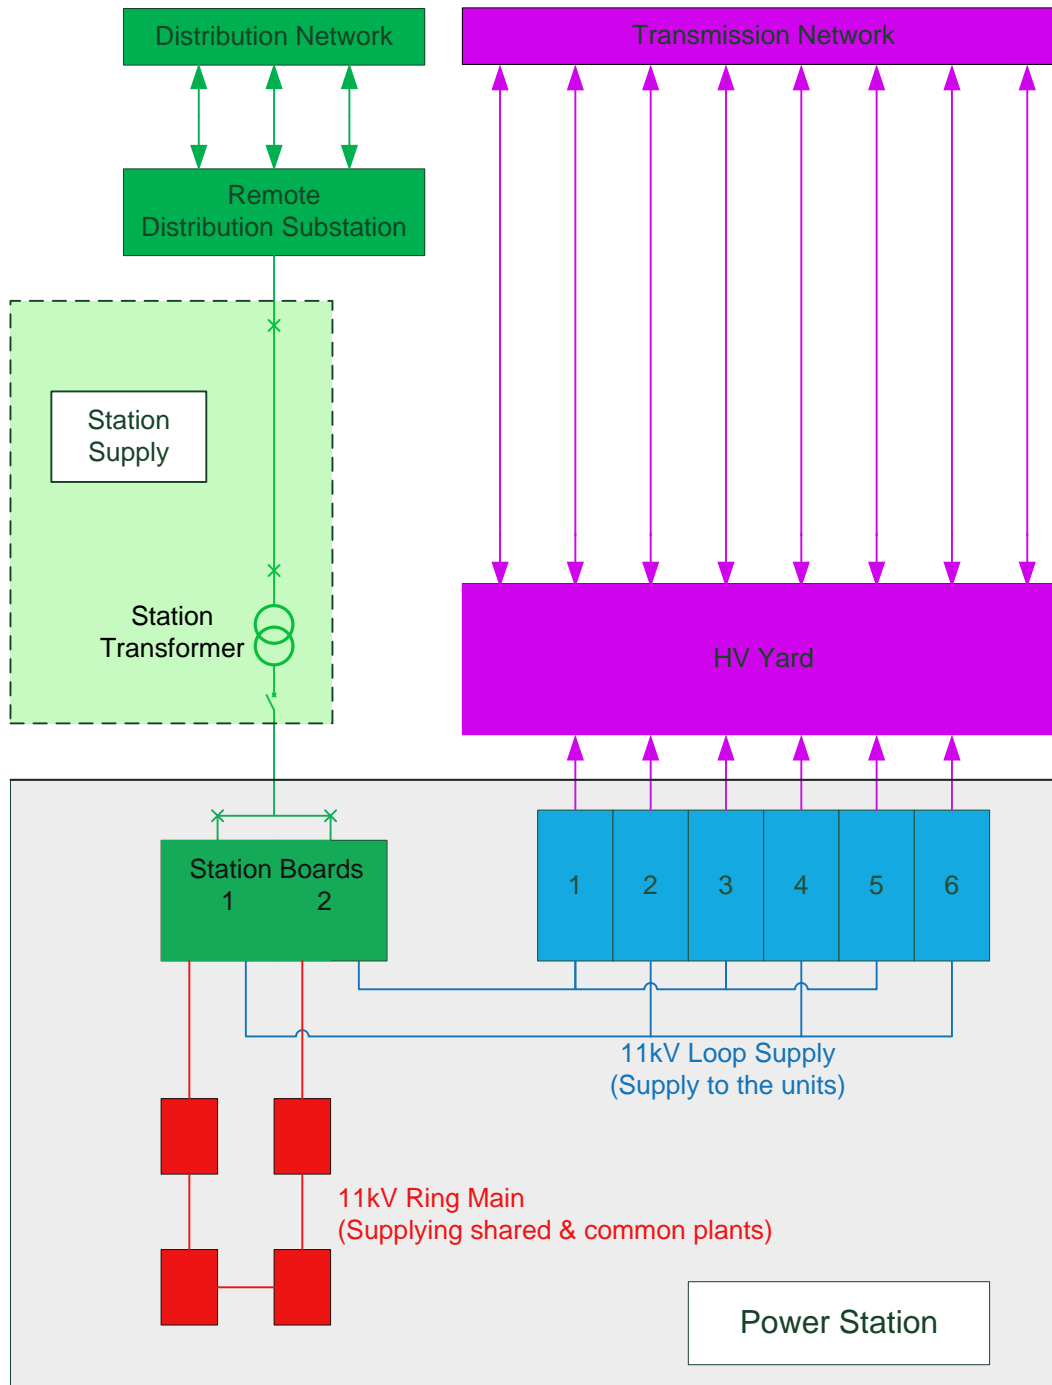 Distribution Network
Transmission Network
Remote
Distribution Substation
Station
Supply
Station
Transformer
HV Yard
Station Boards
1 2
1 2 3 4 5 6
11kV Loop Supply
(Supply to the units)
11kV Ring Main
(Supplying shared & common plants)
Power Station